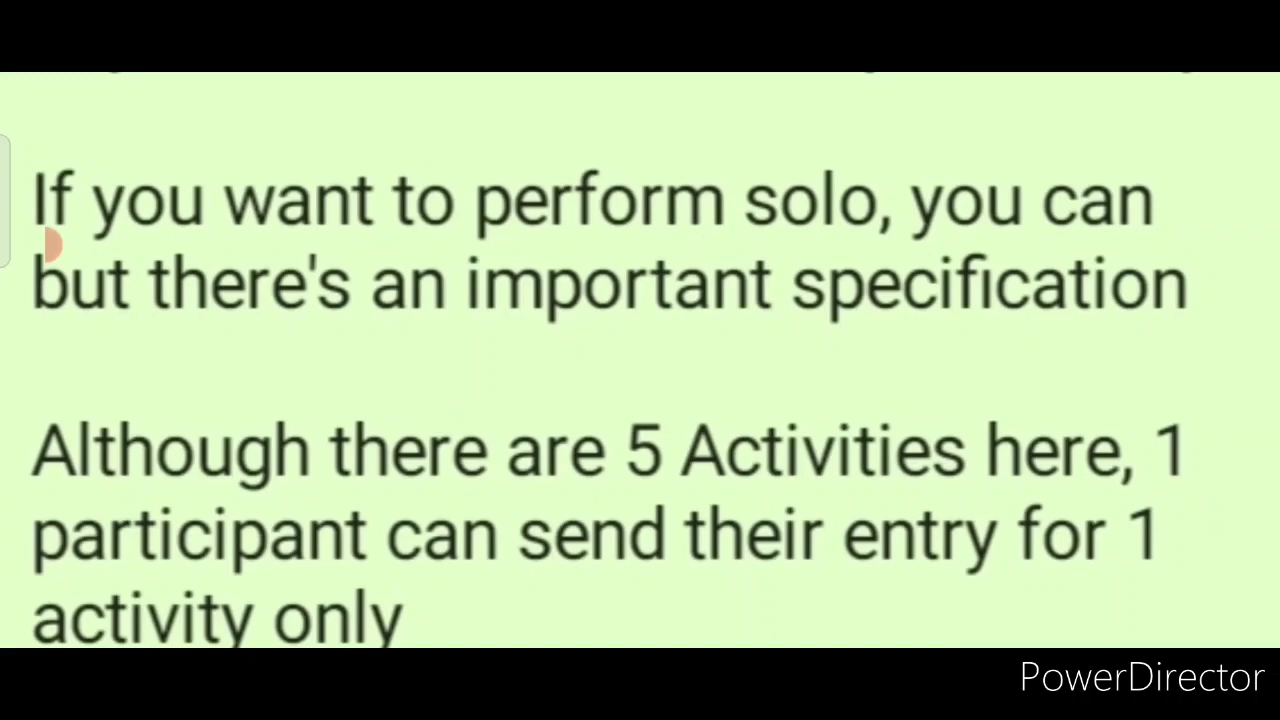 If you want to perform solo, you can
but there's an important specification
Although there are 5 Activities here, 1
participant can send their entry for 1
activity only
PowerDirector